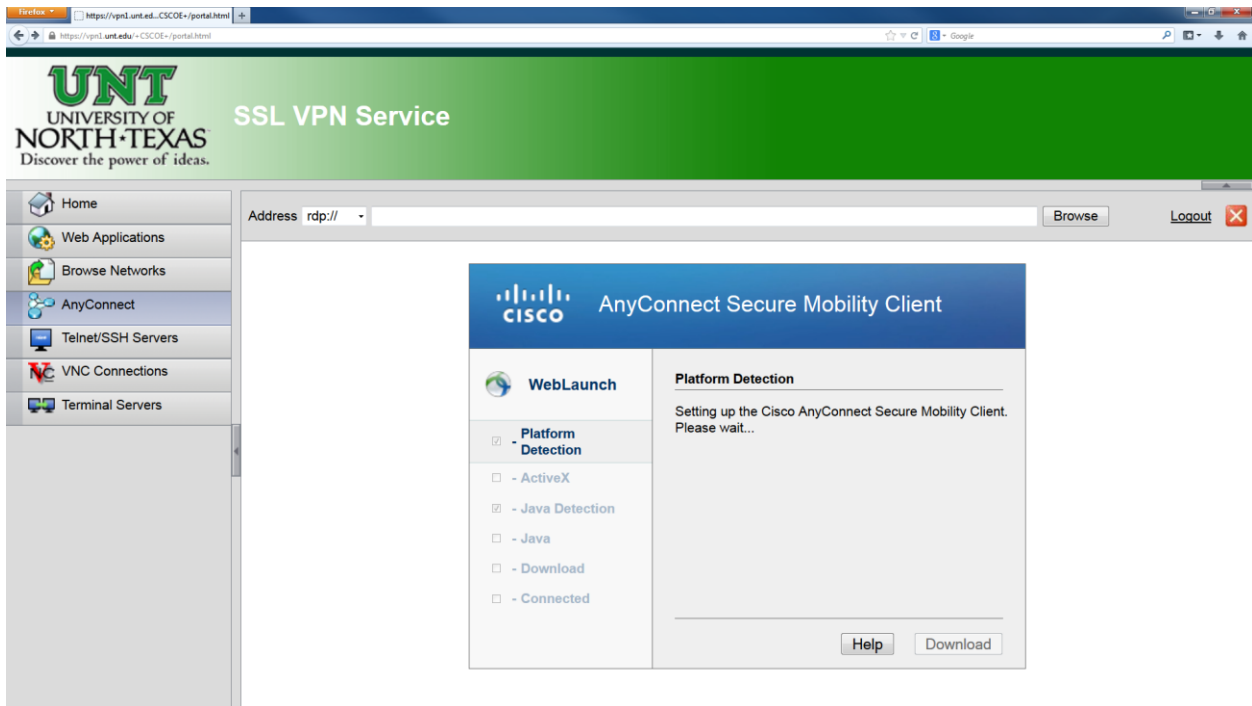 Firefox
https://vpn1.unt.ed...CSCOE+/portal.html
https://vpn1.unt.edu/+CSCOE+/portal.html
Google
UNT
UNIVERSITY OF
NORTH★TEXAS
Discover the power of ideas.
SSL VPN Service
Home
Web Applications
Browse Networks
AnyConnect
Telnet/SSH Servers
VNC Connections
Terminal Servers
Address rdp://
Browse
Logout
CISCO
AnyConnect Secure Mobility Client
WebLaunch
- Platform
Detection
- ActiveX
- Java Detection
- Java
- Download
- Connected
Platform Detection
Setting up the Cisco AnyConnect Secure Mobility Client.
Please wait...
Help
Download